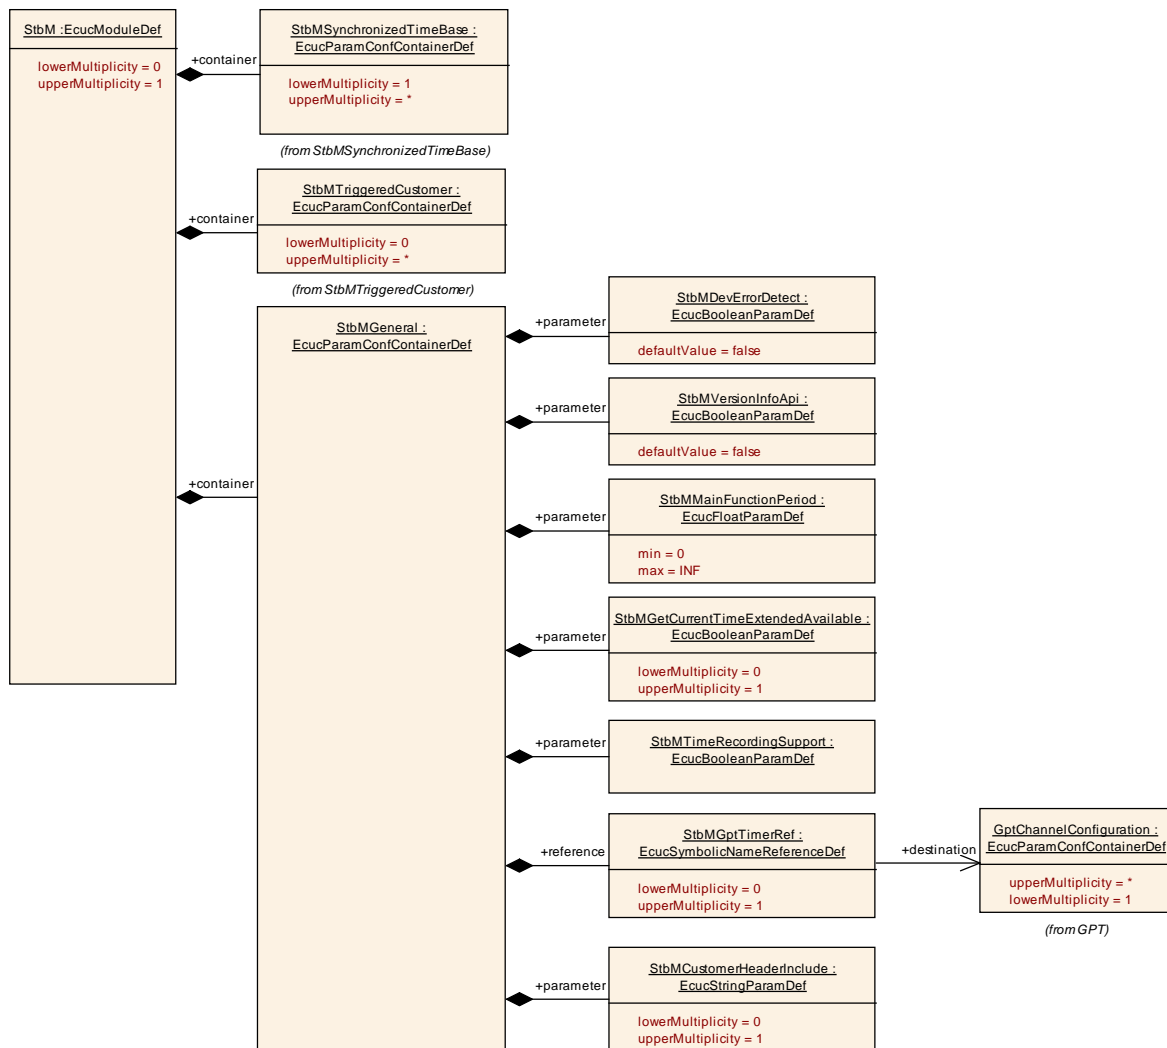 StbM :EcucModuleDef
lowerMultiplicity = 0
upperMultiplicity = 1
+container
StbMSynchronizedTimeBase :
EcucParamConfContainerDef
lowerMultiplicity = 1
upperMultiplicity = *
(from StbMSynchronizedTimeBase)
+container
StbMTriggeredCustomer :
EcucParamConfContainerDef
lowerMultiplicity = 0
upperMultiplicity = *
(from StbMTriggeredCustomer)
+container
StbMGeneral :
EcucParamConfContainerDef
+parameter
StbMDevErrorDetect :
EcucBooleanParamDef
defaultValue = false
+parameter
StbMVersionInfoApi :
EcucBooleanParamDef
defaultValue = false
+parameter
StbMMainFunctionPeriod :
EcucFloatParamDef
min = 0
max = INF
+parameter
StbMGetCurrentTimeExtendedAvailable :
EcucBooleanParamDef
lowerMultiplicity = 0
upperMultiplicity = 1
+parameter
StbMTimeRecordingSupport :
EcucBooleanParamDef
+reference
StbMGptTimerRef :
EcucSymbolicNameReferenceDef
lowerMultiplicity = 0
upperMultiplicity = 1
+destination
GptChannelConfiguration :
EcucParamConfContainerDef
upperMultiplicity = *
lowerMultiplicity = 1
(from GPT)
+parameter
StbMCustomerHeaderInclude :
EcucStringParamDef
lowerMultiplicity = 0
upperMultiplicity = 1